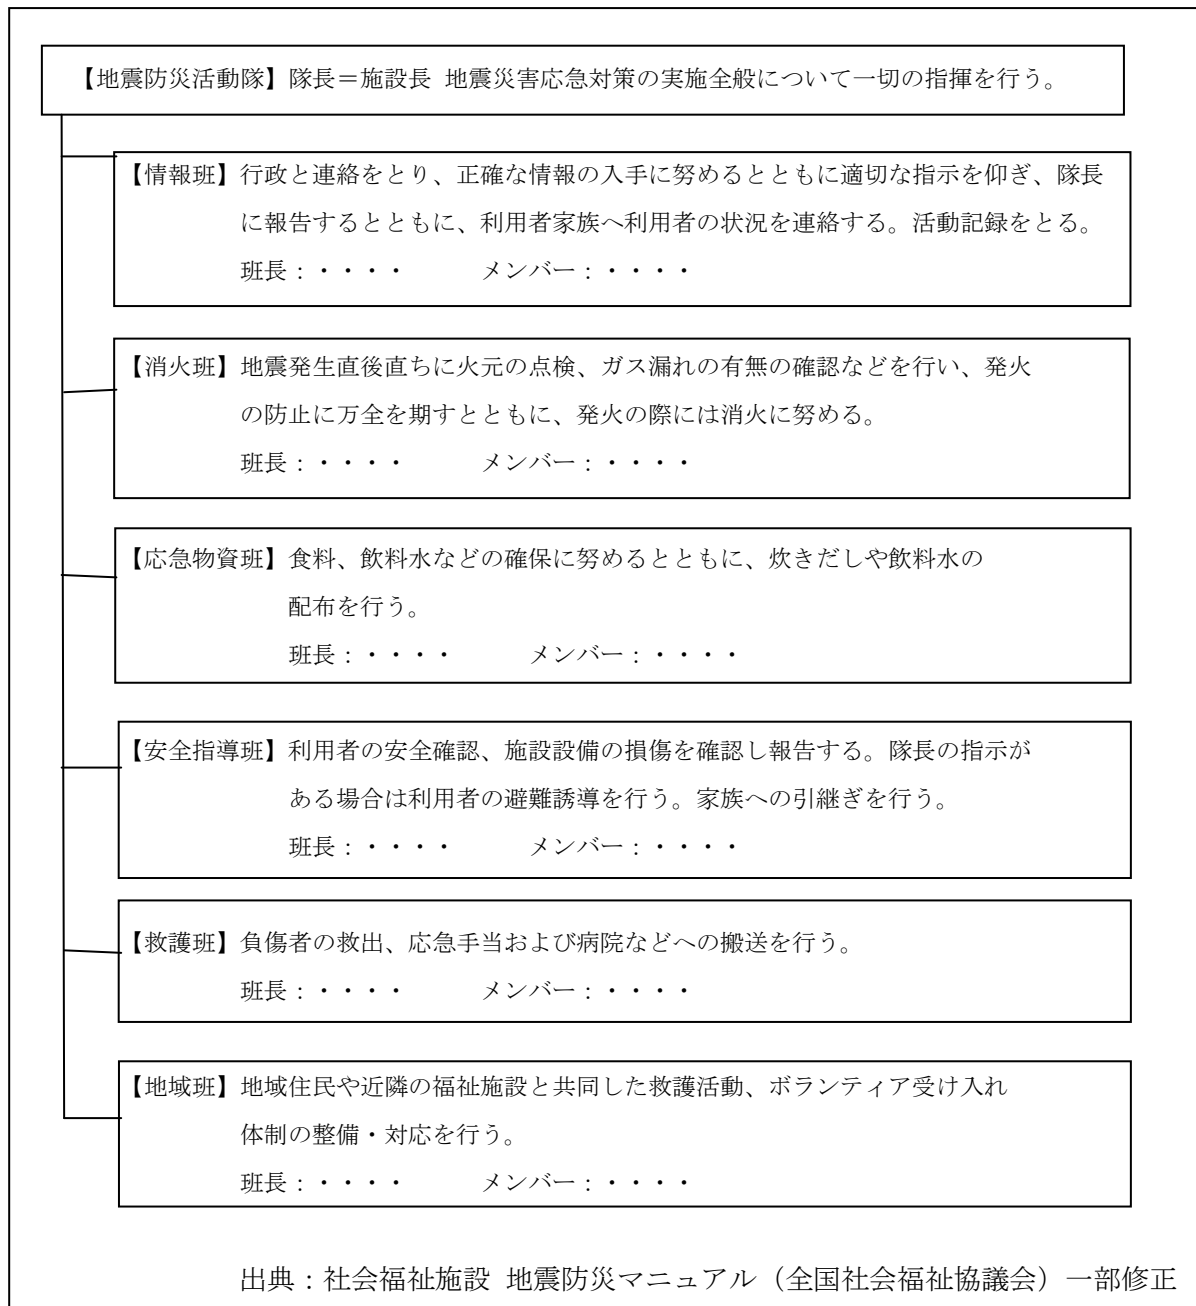 【地震防災活動隊】隊長＝施設長 地震災害応急対策の実施全般について一切の指揮を行う。
【情報班】行政と連絡をとり、正確な情報の入手に努めるとともに適切な指示を仰ぎ、隊長
に報告するとともに、利用者家族へ利用者の状況を連絡する。活動記録をとる。
班長：・・・・　　　メンバー：・・・・
【消火班】地震発生直後直ちに火元の点検、ガス漏れの有無の確認などを行い、発火
の防止に万全を期すとともに、発火の際には消火に努める。
班長：・・・・　　　メンバー：・・・・
【応急物資班】食料、飲料水などの確保に努めるとともに、炊きだしや飲料水の
配布を行う。
班長：・・・・　　　メンバー：・・・・
【安全指導班】利用者の安全確認、施設設備の損傷を確認し報告する。隊長の指示が
ある場合は利用者の避難誘導を行う。家族への引継ぎを行う。
班長：・・・・　　　メンバー：・・・・
【救護班】負傷者の救出、応急手当および病院などへの搬送を行う。
班長：・・・・　　　メンバー：・・・・
【地域班】地域住民や近隣の福祉施設と共同した救護活動、ボランティア受け入れ
体制の整備・対応を行う。
班長：・・・・　　　メンバー：・・・・
出典：社会福祉施設 地震防災マニュアル（全国社会福祉協議会）一部修正